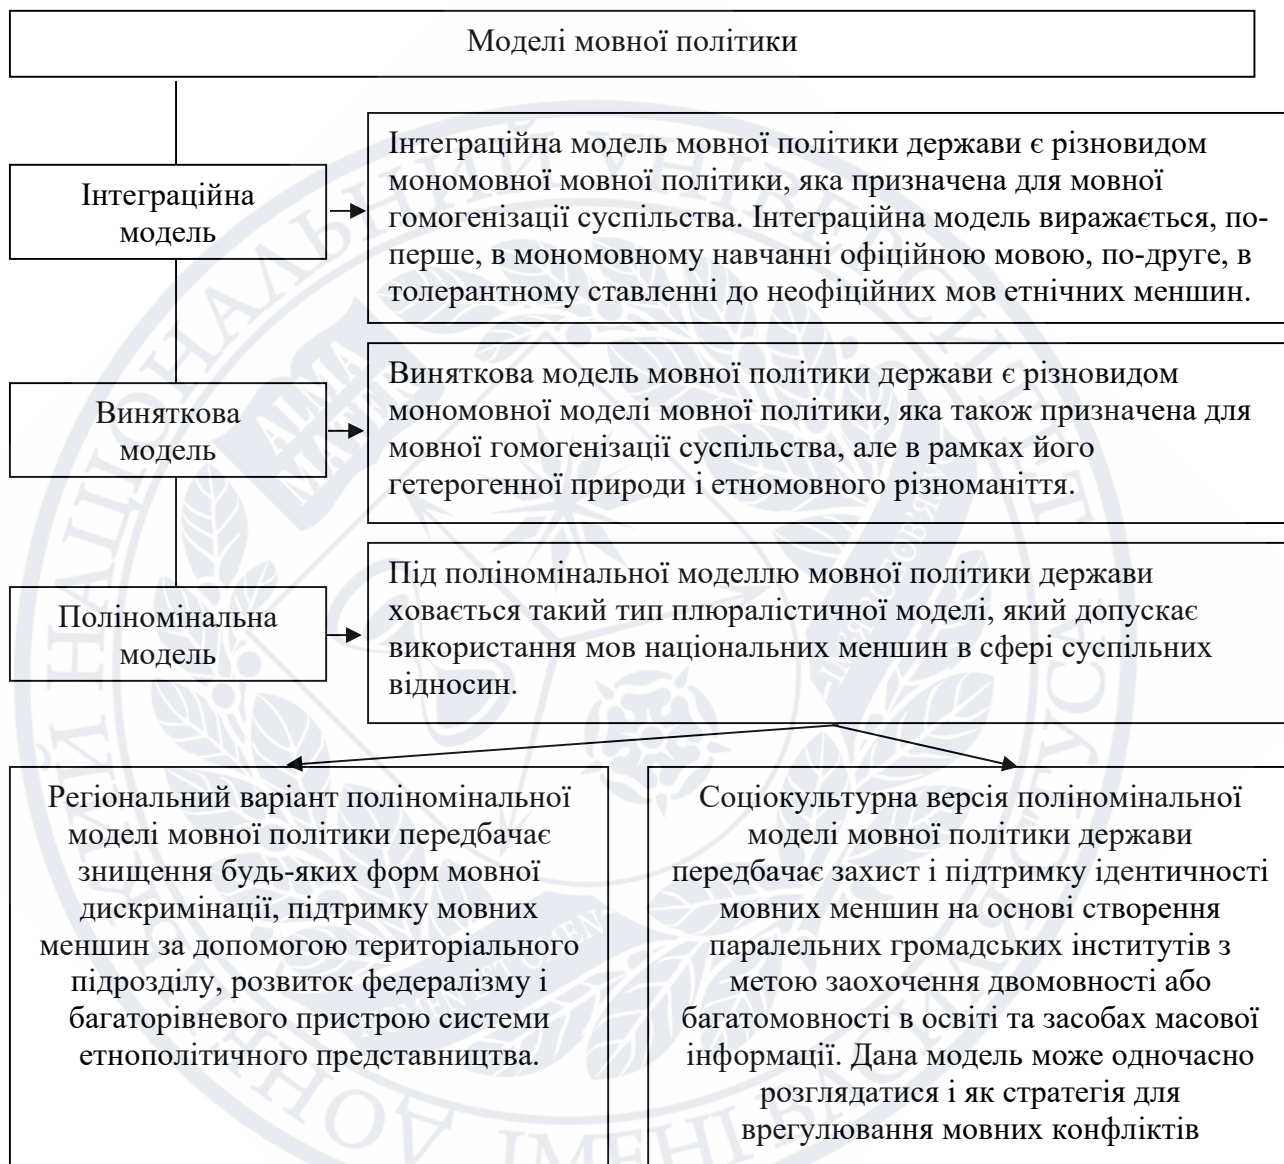 Моделі мовної політики
Інтеграційна
модель
Інтеграційна модель мовної політики держави є різновидом
мономовної мовної політики, яка призначена для мовної
гомогенізації суспільства. Інтеграційна модель виражається, по-
перше, в мономовному навчанні офіційною мовою, по-друге, в
толерантному ставленні до неофіційних мов етнічних меншин.
Виняткова
модель
Виняткова модель мовної політики держави є різновидом
мономовної моделі мовної політики, яка також призначена для
мовної гомогенізації суспільства, але в рамках його
гетерогенної природи і етномовного різноманіття.
Поліномінальна
модель
Під поліномінальної моделлю мовної політики держави
ховається такий тип плюралістичної моделі, який допускає
використання мов національних меншин в сфері суспільних
відносин.
Регіональний варіант поліномінальної
моделі мовної політики передбачає
знищення будь-яких форм мовної
дискримінації, підтримку мовних
меншин за допомогою територіального
підрозділу, розвиток федералізму і
багаторівневого пристрою системи
етнополітичного представництва.
Соціокультурна версія поліномінальної
моделі мовної політики держави
передбачає захист і підтримку ідентичності
мовних меншин на основі створення
паралельних громадських інститутів з
метою заохочення двомовності або
багатомовності в освіті та засобах масової
інформації. Дана модель може одночасно
розглядатися і як стратегія для
врегулювання мовних конфліктів
ALMA
MATER